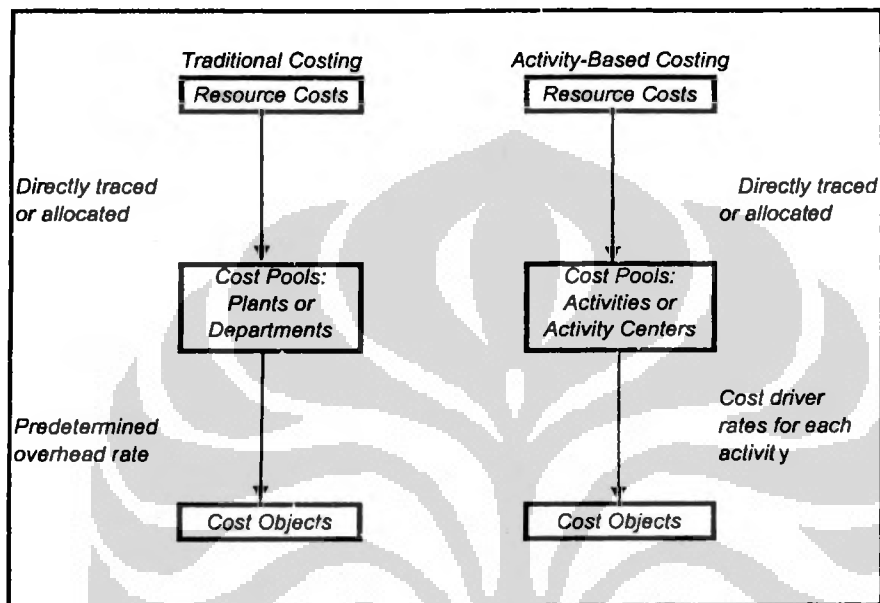 Traditional Costing
Resource Costs
Directly traced
or allocated
Cost Pools:
Plants or
Departments
Predetermined
overhead rate
Cost Objects
Activity-Based Costing
Resource Costs
Directly traced
or allocated
Cost Pools:
Activities or
Activity Centers
Cost driver
rates for each
activity
Cost Objects